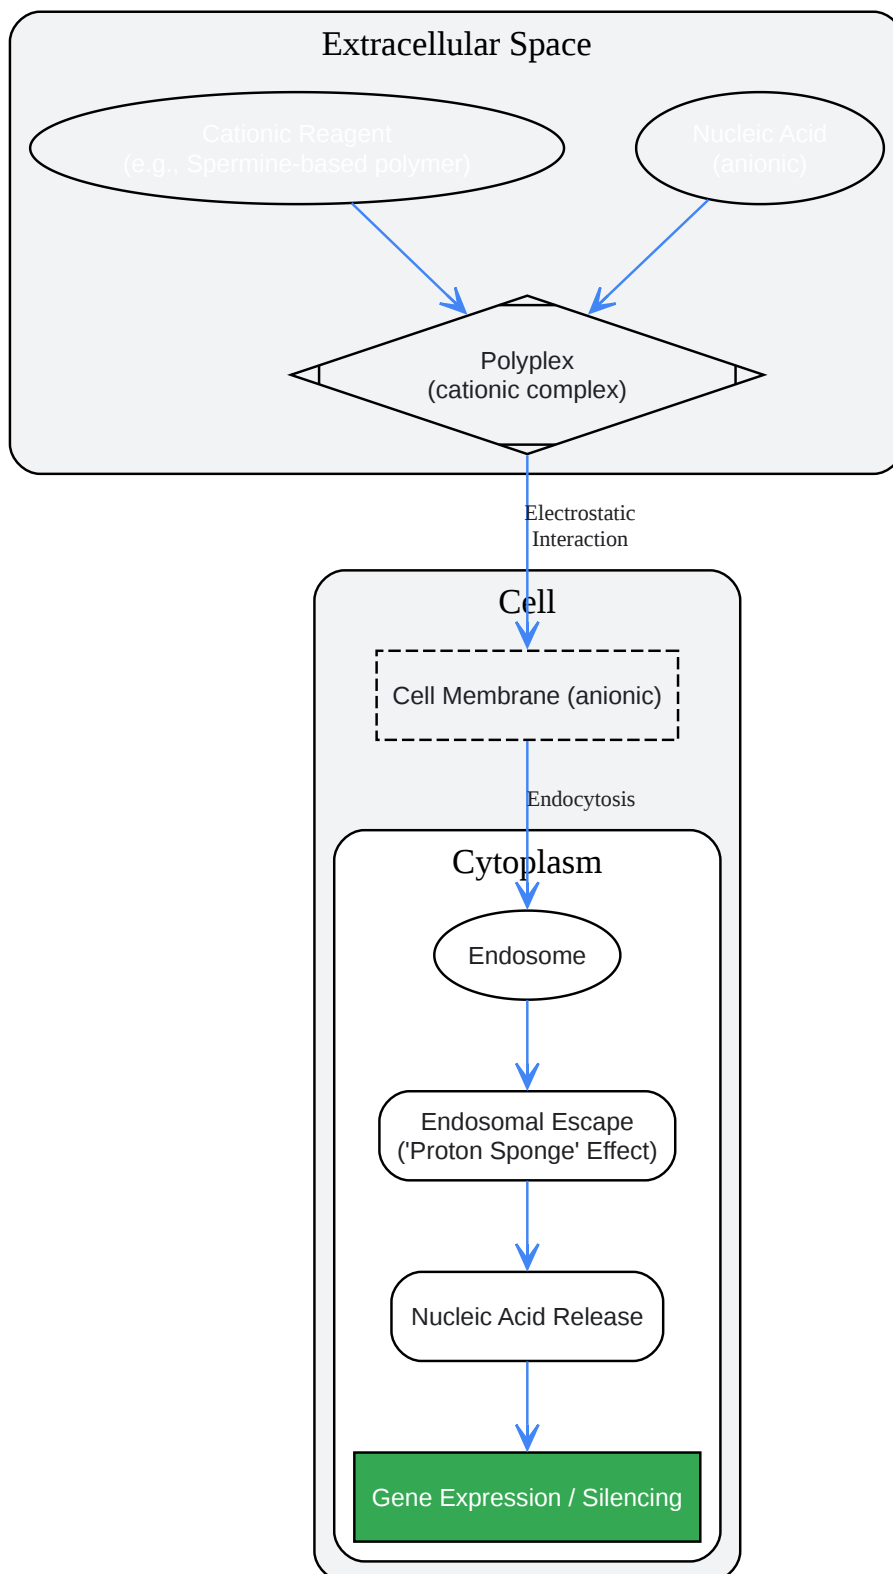 Extracellular Space
Cationic Reagent
(e.g., Spermine-based polymer)
Nucleic Acid
(anionic)
Polyplex
(cationic complex)
Electrostatic
Interaction
Cell
Cell Membrane (anionic)
Endocytosis
Cytoplasm
Endosome
Endosomal Escape
('Proton Sponge' Effect)
Nucleic Acid Release
Gene Expression / Silencing